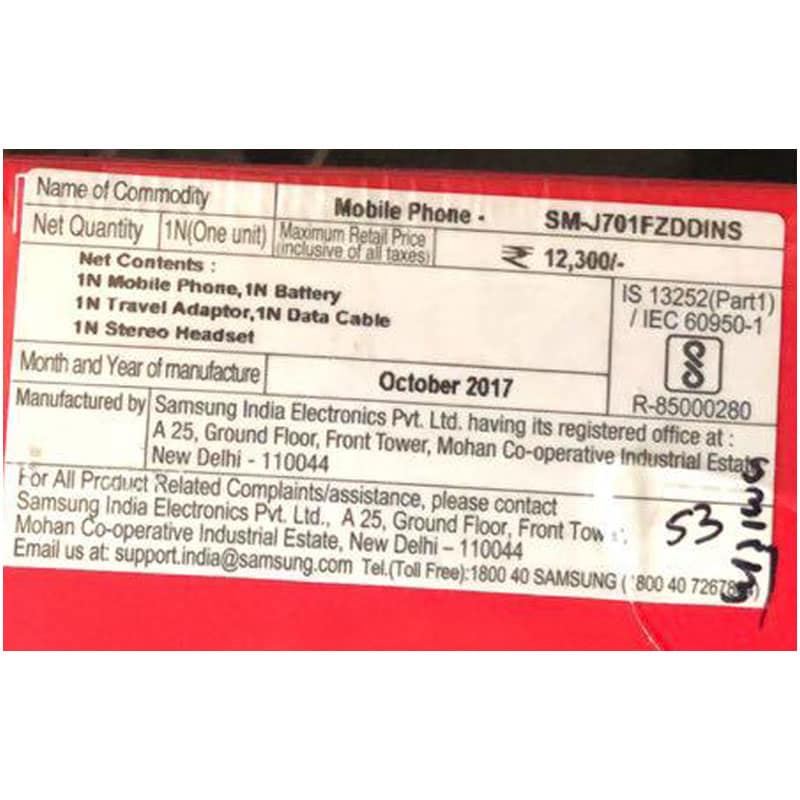 Name of Commodity Mobile Phone - SM-J701FZDDINS
Net Quantity 1N(One unit) Maximum Retail Price (inclusive of all taxes) ₹ 12,300/-
Net Contents :
1N Mobile Phone,1N Battery
1N Travel Adaptor,1N Data Cable
1N Stereo Headset
IS 13252(Part1)
/ IEC 60950-1
R-85000280
Month and Year of manufacture October 2017
Manufactured by Samsung India Electronics Pvt. Ltd. having its registered office at :
A 25, Ground Floor, Front Tower, Mohan Co-operative Industrial Estate
New Delhi - 110044
For All Product Related Complaints/assistance, please contact
Samsung India Electronics Pvt. Ltd., A 25, Ground Floor, Front Tower,
Mohan Co-operative Industrial Estate, New Delhi – 110044
Email us at: support.india@samsung.com Tel.(Toll Free):1800 40 SAMSUNG (1800 40 7267864)
53